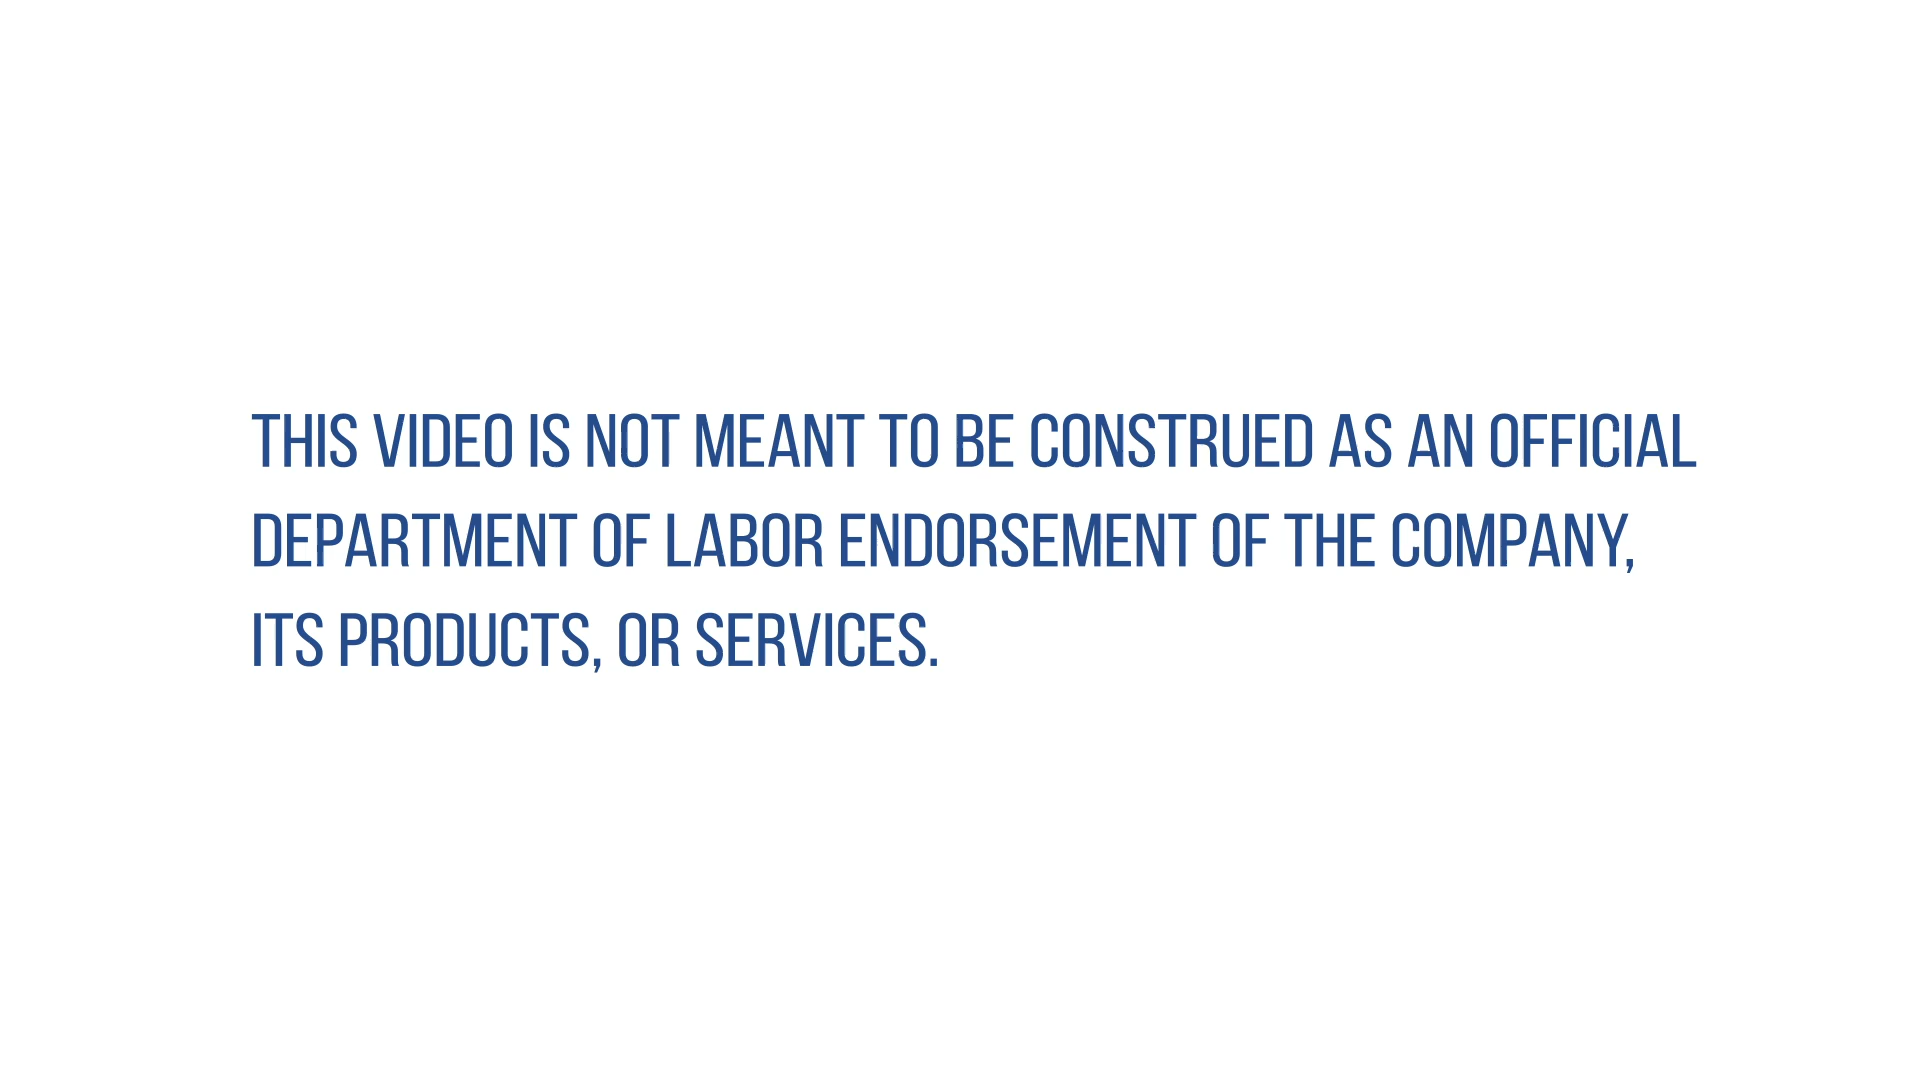 THIS VIDEO IS NOT MEANT TO BE CONSTRUED AS AN OFFICIAL
DEPARTMENT OF LABOR ENDORSEMENT OF THE COMPANY,
ITS PRODUCTS, OR SERVICES.